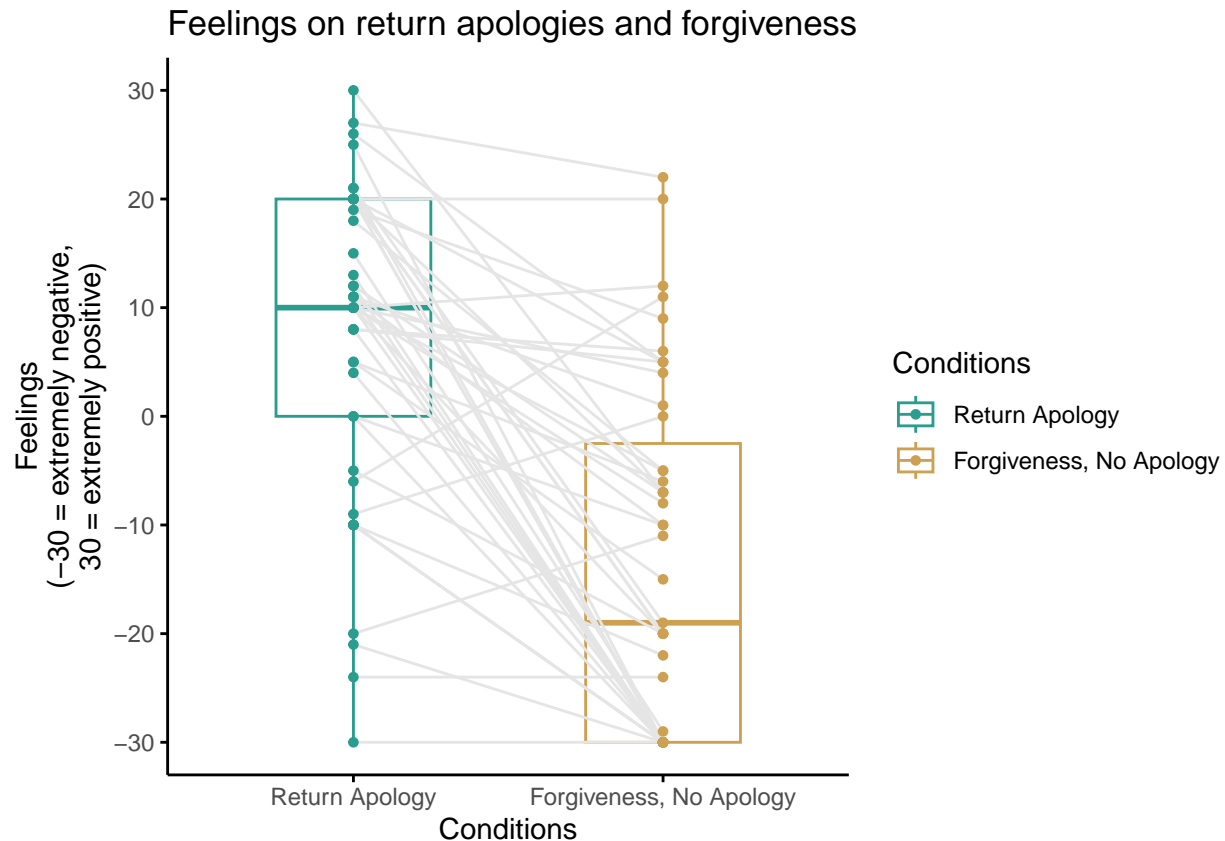 Feelings on return apologies and forgiveness
Feelings
(−30 = extremely negative,
30 = extremely positive)
30
20
10
0
−10
−20
−30
Return Apology
Forgiveness, No Apology
Conditions
Conditions
Return Apology
Forgiveness, No Apology